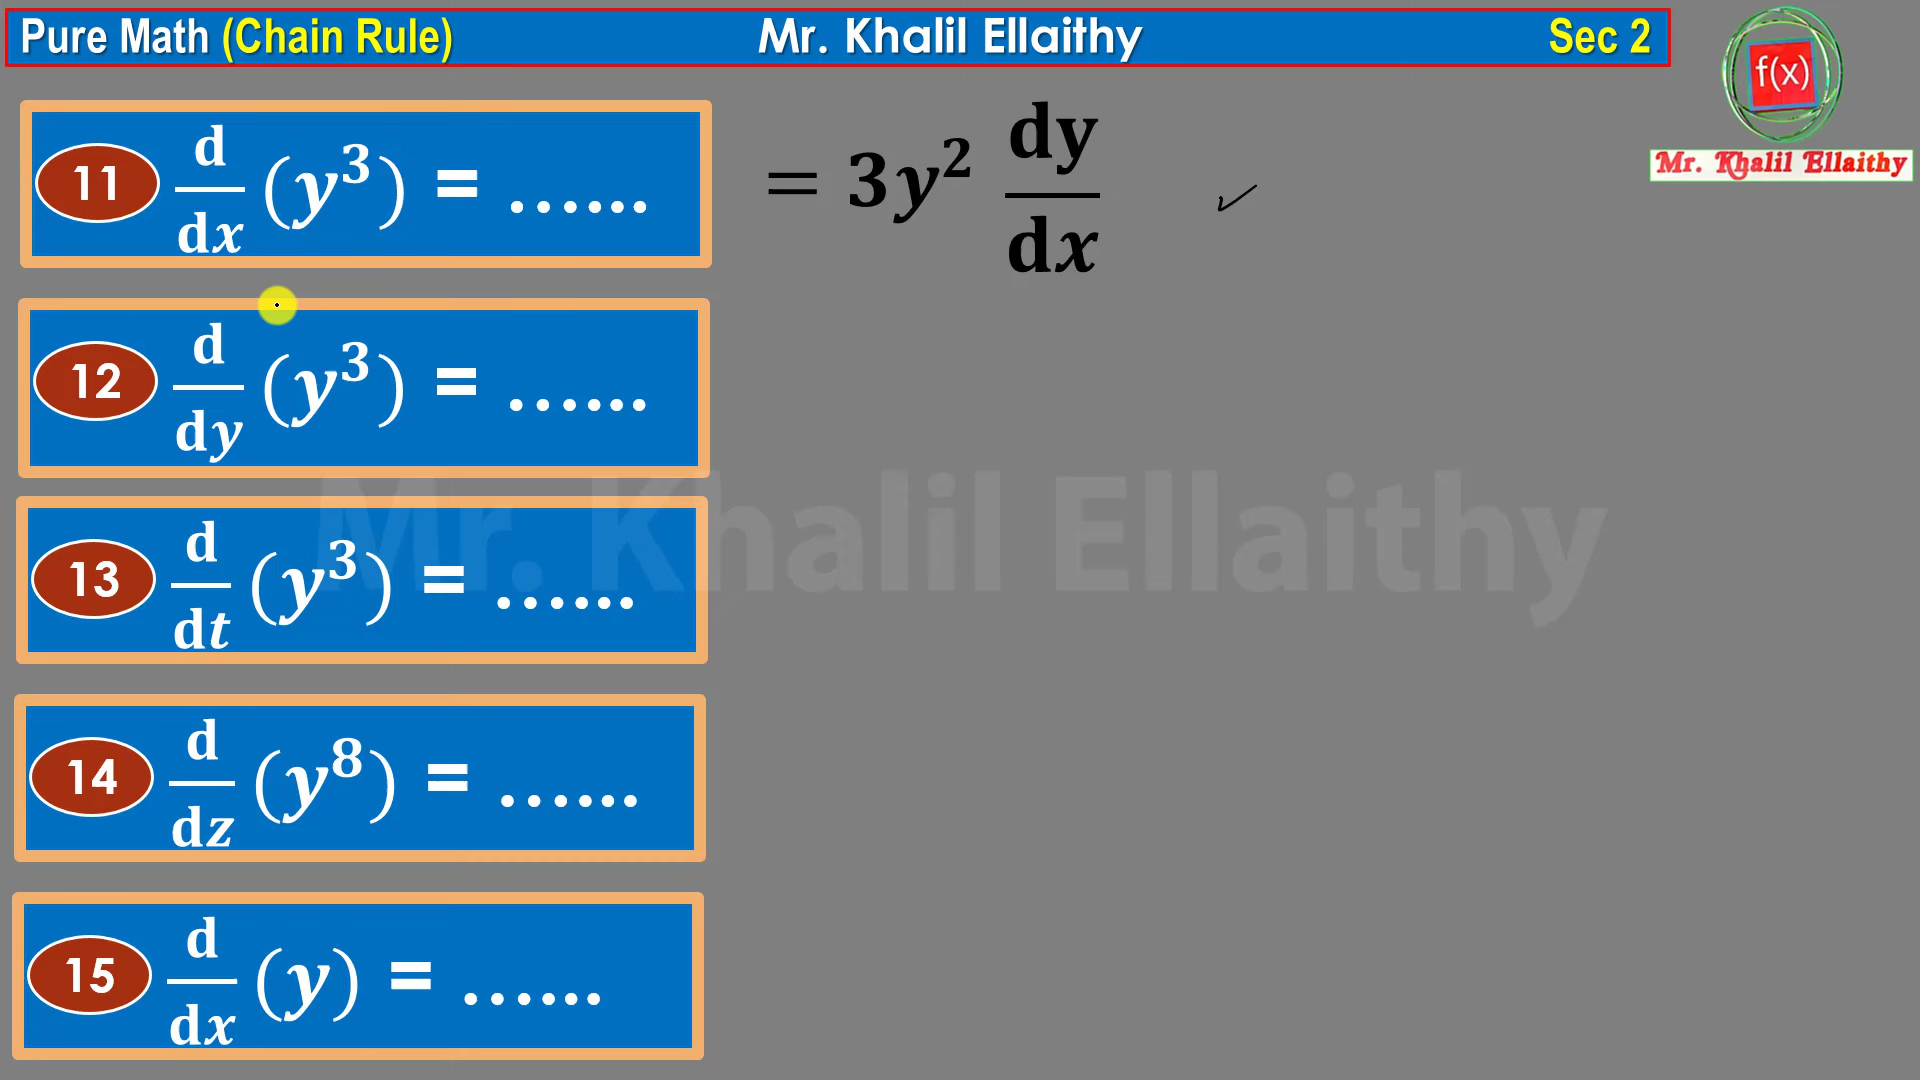 Pure Math (Chain Rule) Mr. Khalil Ellaithy Sec 2
f(x)
Mr. Khalil Ellaithy
11 d/dx (y³) = ...... = 3y² dy/dx ✓
12 d/dy (y³) = ......
13 d/dt (y³) = ......
14 d/dz (y⁸) = ......
15 d/dx (y) = ......
Mr. Khalil Ellaithy